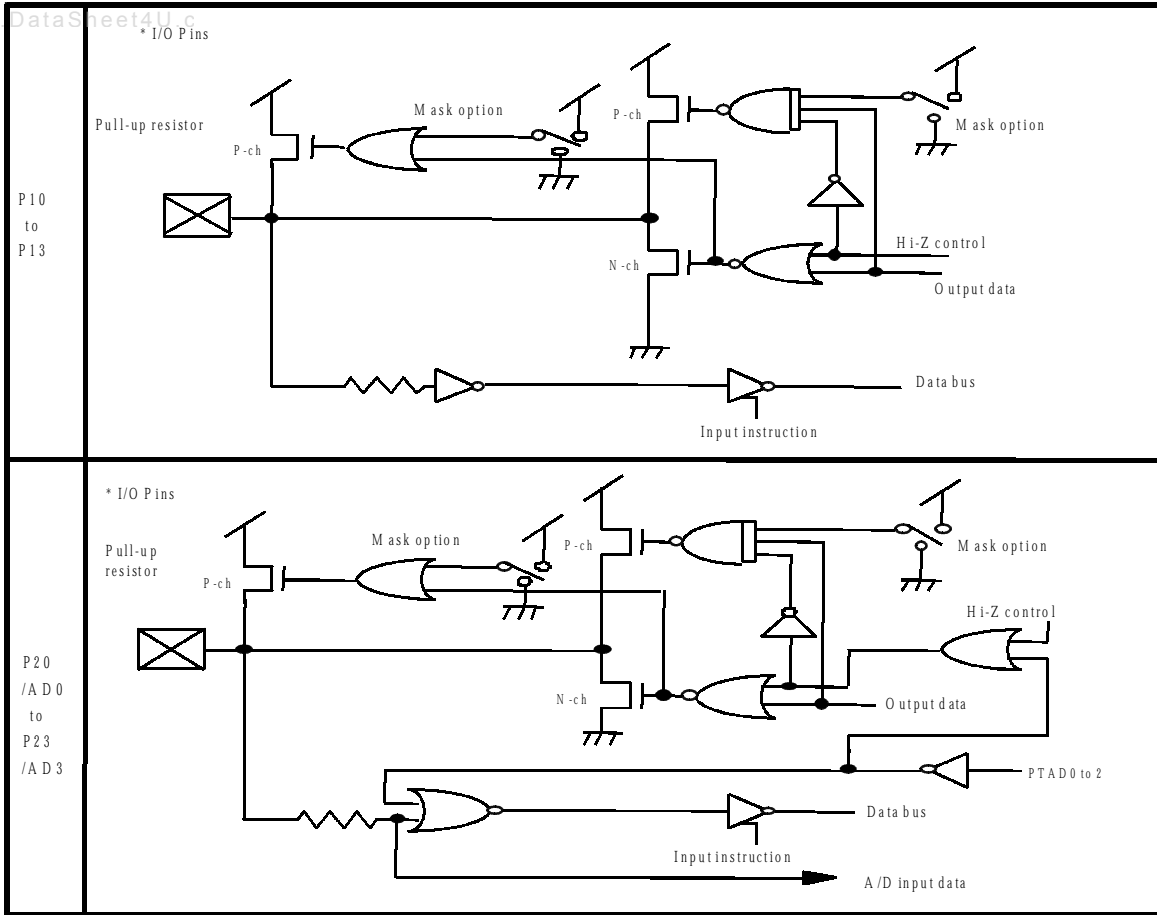 DataSheet4U.c
* I/O Pins
Mask option
P-ch
Mask option
Pull-up resistor
P-ch
P10
to
P13
Hi-Z control
N-ch
Output data
Data bus
Input instruction
* I/O Pins
Mask option
P-ch
Mask option
Pull-up
resistor
P-ch
Hi-Z control
P20
/AD0
to
P23
/AD3
N-ch
Output data
PTAD0 to 2
Data bus
Input instruction
A/D input data